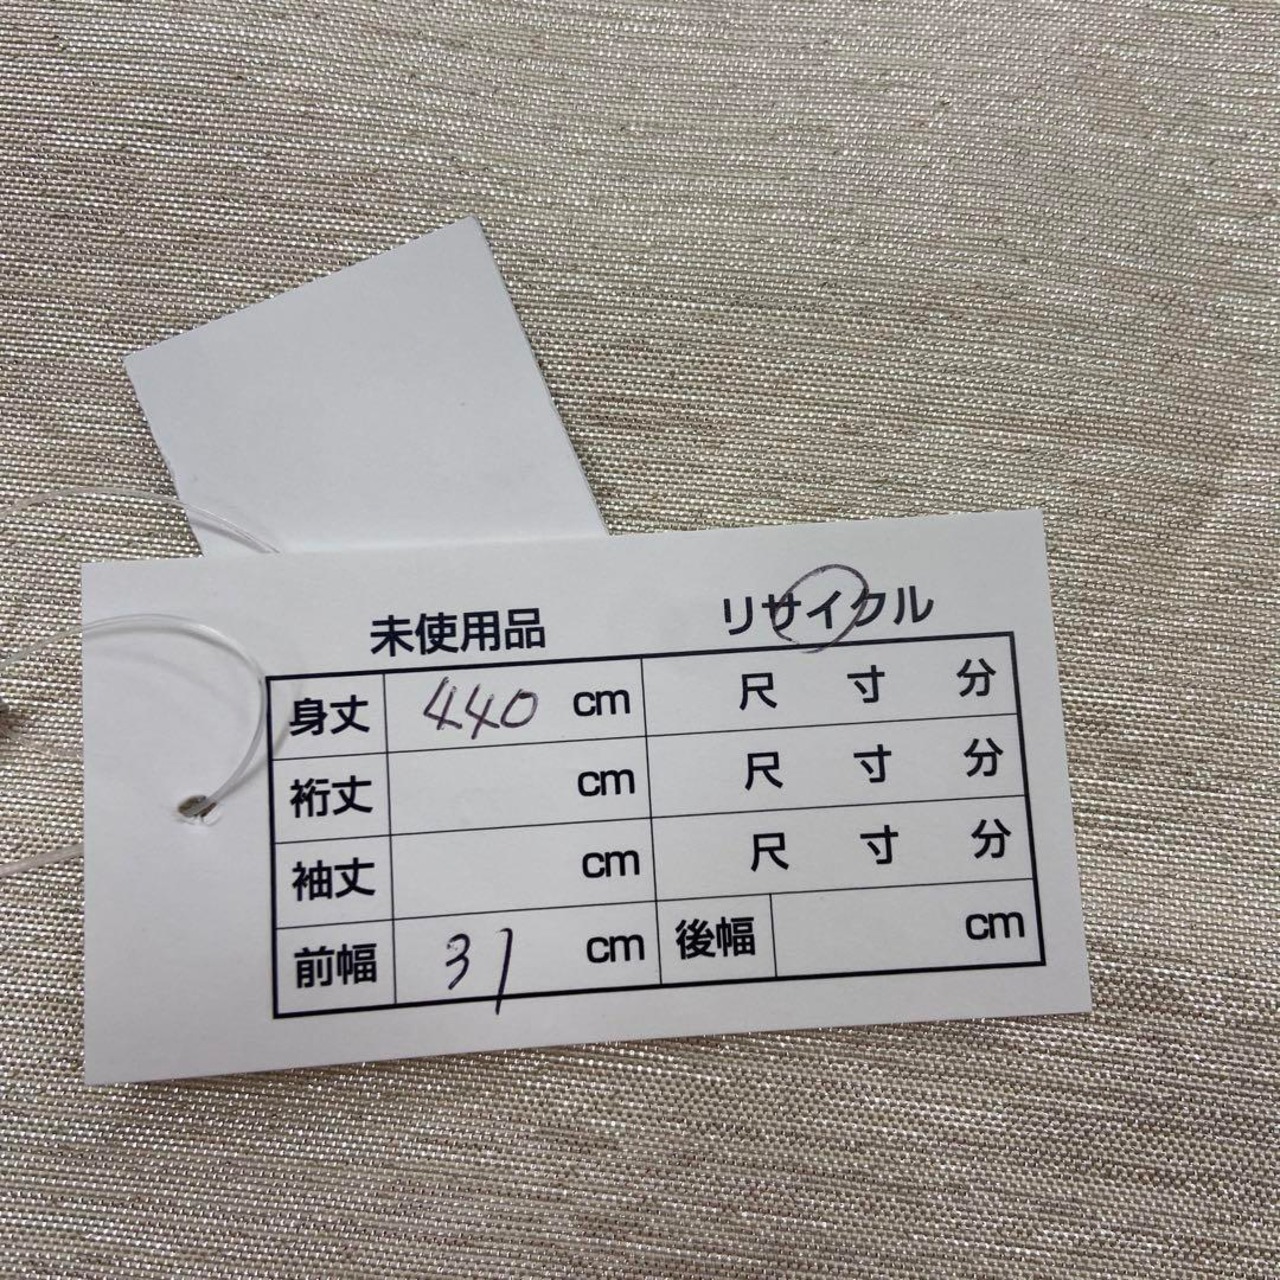 未使用品 リサイクル
身丈 440 cm 尺 寸 分
裄丈 cm 尺 寸 分
袖丈 cm 尺 寸 分
前幅 31 cm 後幅 cm